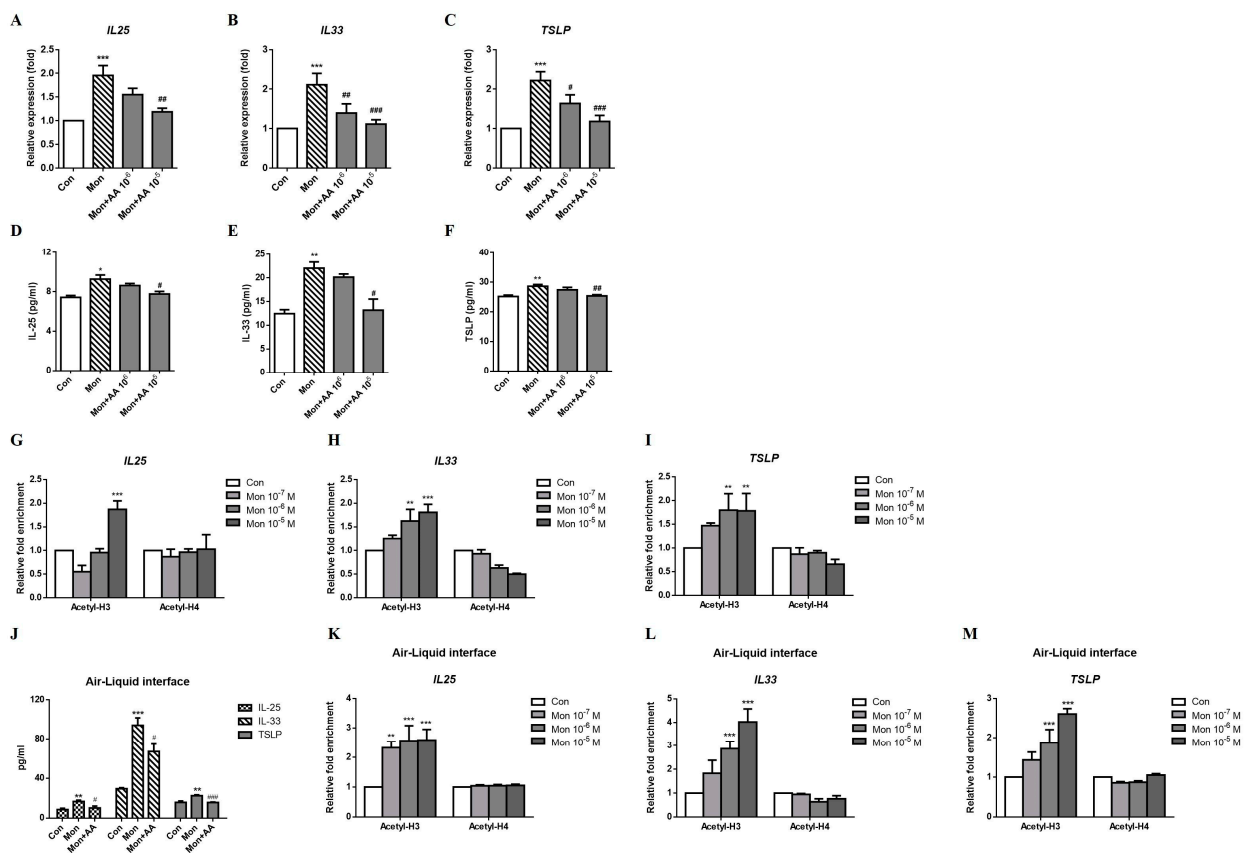 A
IL25
Relative expression (fold)
2.5
2.0
1.5
1.0
0.5
0.0
***
##
Con
Mon
Mon+AA 10-6
Mon+AA 10-5
B
IL33
Relative expression (fold)
3
2
1
0
***
##
###
Con
Mon
Mon+AA 10-6
Mon+AA 10-5
C
TSLP
Relative expression (fold)
3
2
1
0
***
#
###
Con
Mon
Mon+AA 10-6
Mon+AA 10-5
D
IL-25 (pg/ml)
12
8
4
0
*
#
Con
Mon
Mon+AA 106
Mon+AA 105
E
IL-33 (pg/ml)
25
20
15
10
5
0
**
#
Con
Mon
Mon+AA 106
Mon+AA 105
F
TSLP (pg/ml)
40
30
20
10
0
**
##
Con
Mon
Mon+AA 106
Mon+AA 105
G
IL25
Relative fold enrichment
2.5
2.0
1.5
1.0
0.5
0.0
***
Acetyl-H3
Acetyl-H4
Con
Mon 10-7 M
Mon 10-6 M
Mon 10-5 M
H
IL33
Relative fold enrichment
2.5
2.0
1.5
1.0
0.5
0.0
**
***
Acetyl-H3
Acetyl-H4
Con
Mon 10-7 M
Mon 10-6 M
Mon 10-5 M
I
TSLP
Relative fold enrichment
2.5
2.0
1.5
1.0
0.5
0.0
**
**
Acetyl-H3
Acetyl-H4
Con
Mon 10-7 M
Mon 10-6 M
Mon 10-5 M
J
Air-Liquid interface
pg/ml
120
80
40
0
**
#
***
#
**
###
Con
Mon
Mon+AA
Con
Mon
Mon+AA
Con
Mon
Mon+AA
IL-25
IL-33
TSLP
K
Air-Liquid interface
IL25
Relative fold enrichment
4
3
2
1
0
**
***
***
Acetyl-H3
Acetyl-H4
Con
Mon 10-7 M
Mon 10-6 M
Mon 10-5 M
L
Air-Liquid interface
IL33
Relative fold enrichment
5
4
3
2
1
0
***
***
Acetyl-H3
Acetyl-H4
Con
Mon 10-7 M
Mon 10-6 M
Mon 10-5 M
M
Air-Liquid interface
TSLP
Relative fold enrichment
3
2
1
0
***
***
Acetyl-H3
Acetyl-H4
Con
Mon 10-7 M
Mon 10-6 M
Mon 10-5 M